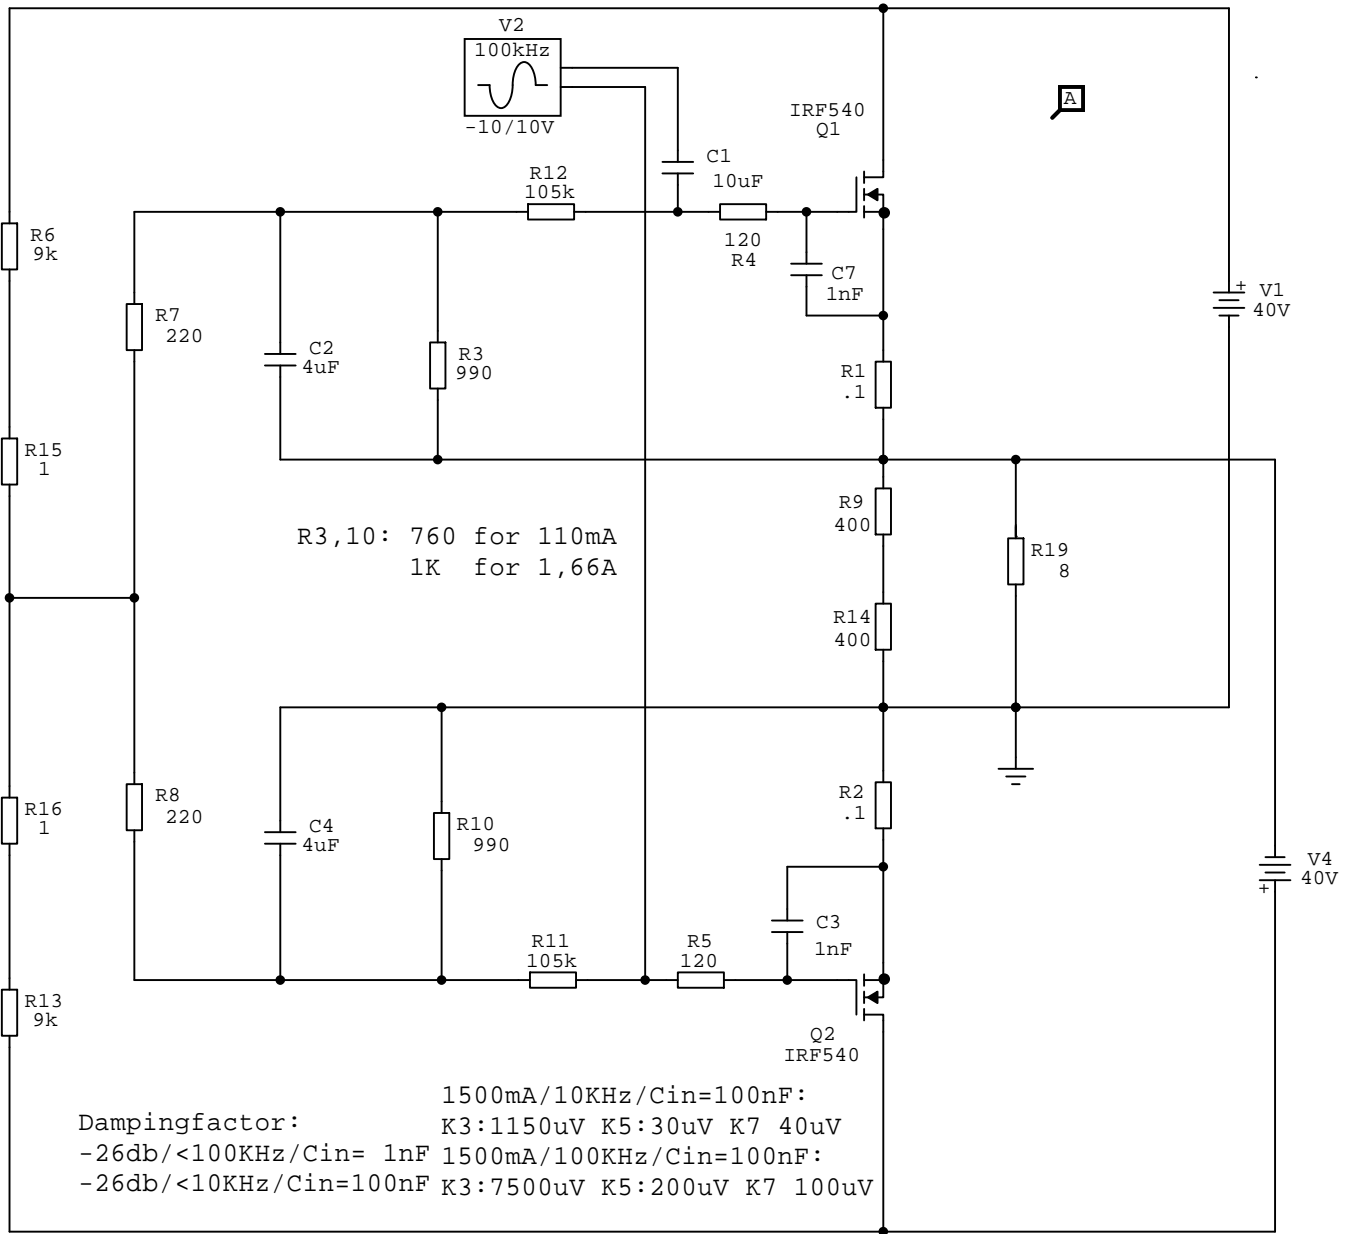 V2
100kHz
-10/10V
A
IRF540
Q1
C1
10uF
R12
105k
R6
9k
120
R4
C7
1nF
+
V1
40V
R7
220
C2
4uF
R3
990
R1
.1
R15
1
R9
400
R3,10: 760 for 110mA
1K for 1,66A
R19
8
R14
400
R16
1
R8
220
C4
4uF
R10
990
R2
.1
V4
40V
+
C3
1nF
R11
105k
R5
120
R13
9k
Q2
IRF540
Dampingfactor:
-26db/<100KHz/Cin= 1nF
-26db/<10KHz/Cin=100nF
1500mA/10KHz/Cin=100nF:
K3:1150uV K5:30uV K7 40uV
1500mA/100KHz/Cin=100nF:
K3:7500uV K5:200uV K7 100uV